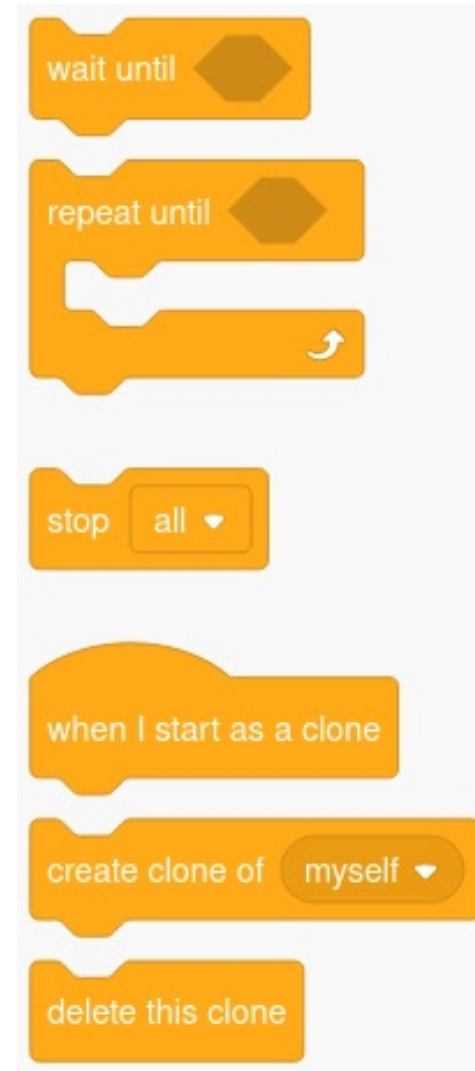 wait until
repeat until
stop all
when I start as a clone
create clone of myself
delete this clone